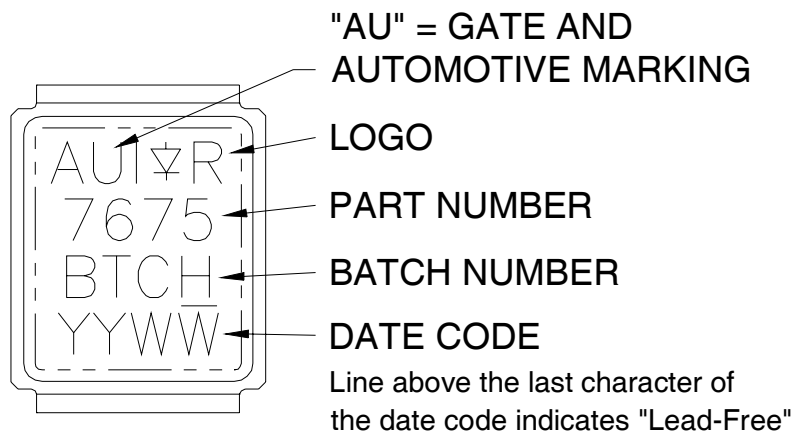 "AU" = GATE AND
AUTOMOTIVE MARKING
AUI R
LOGO
7675
PART NUMBER
BTCH
BATCH NUMBER
YYWW
DATE CODE
Line above the last character of
the date code indicates "Lead-Free"